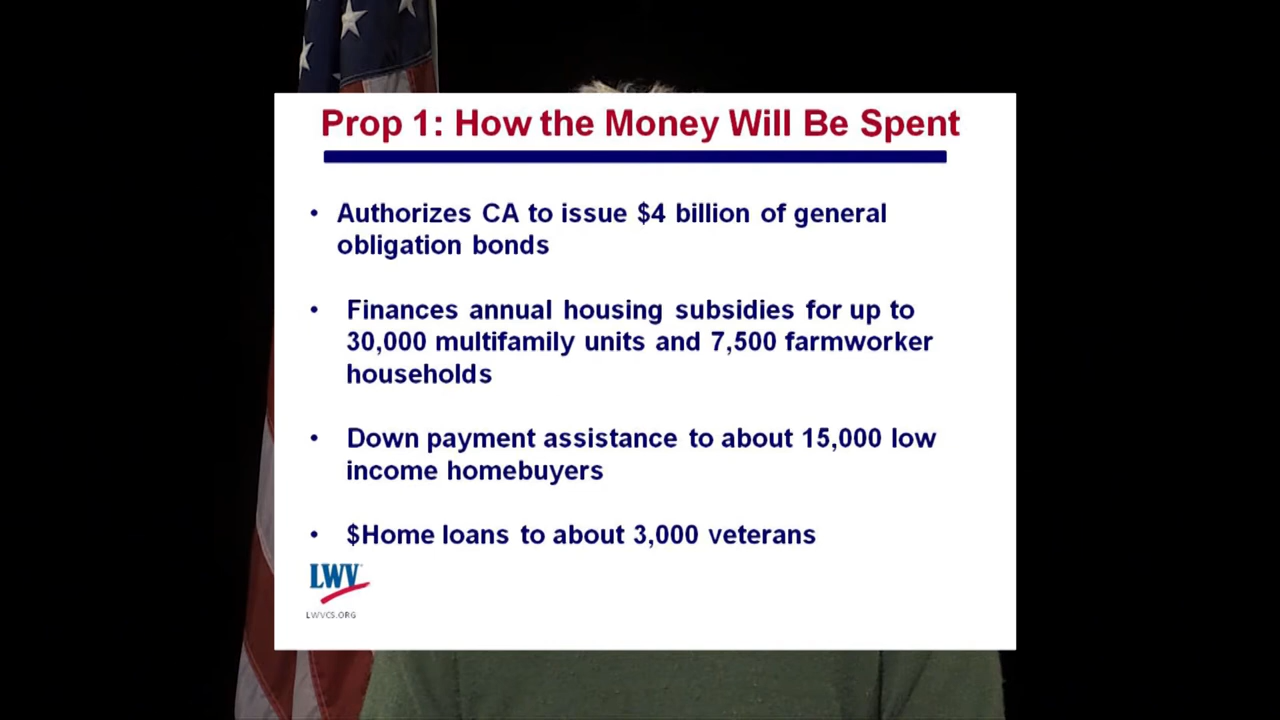 Prop 1: How the Money Will Be Spent
• Authorizes CA to issue $4 billion of general
obligation bonds
• Finances annual housing subsidies for up to
30,000 multifamily units and 7,500 farmworker
households
• Down payment assistance to about 15,000 low
income homebuyers
• $Home loans to about 3,000 veterans
LWV
LWVCS.ORG